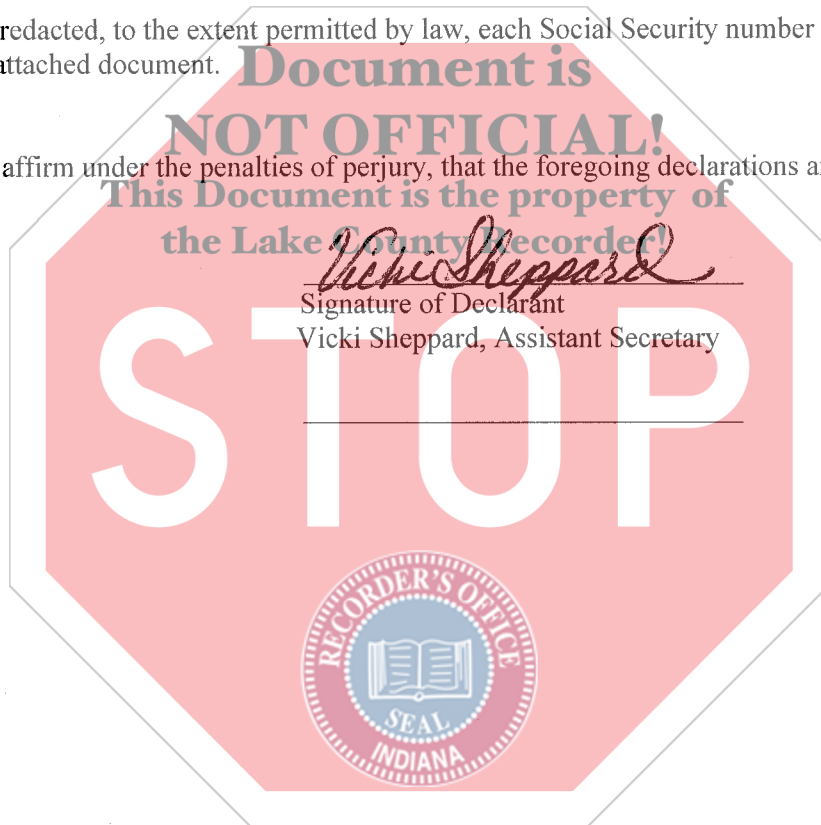 redacted, to the extent permitted by law, each Social Security number
attached document.
Document is
NOT OFFICIAL!
affirm under the penalties of perjury, that the foregoing declarations a
This Document is the property of
the Lake County Recorder!
Vicki Sheppard
Signature of Declarant
Vicki Sheppard, Assistant Secretary
STOP
RECORDER'S OFFICE
SEAL
INDIANA